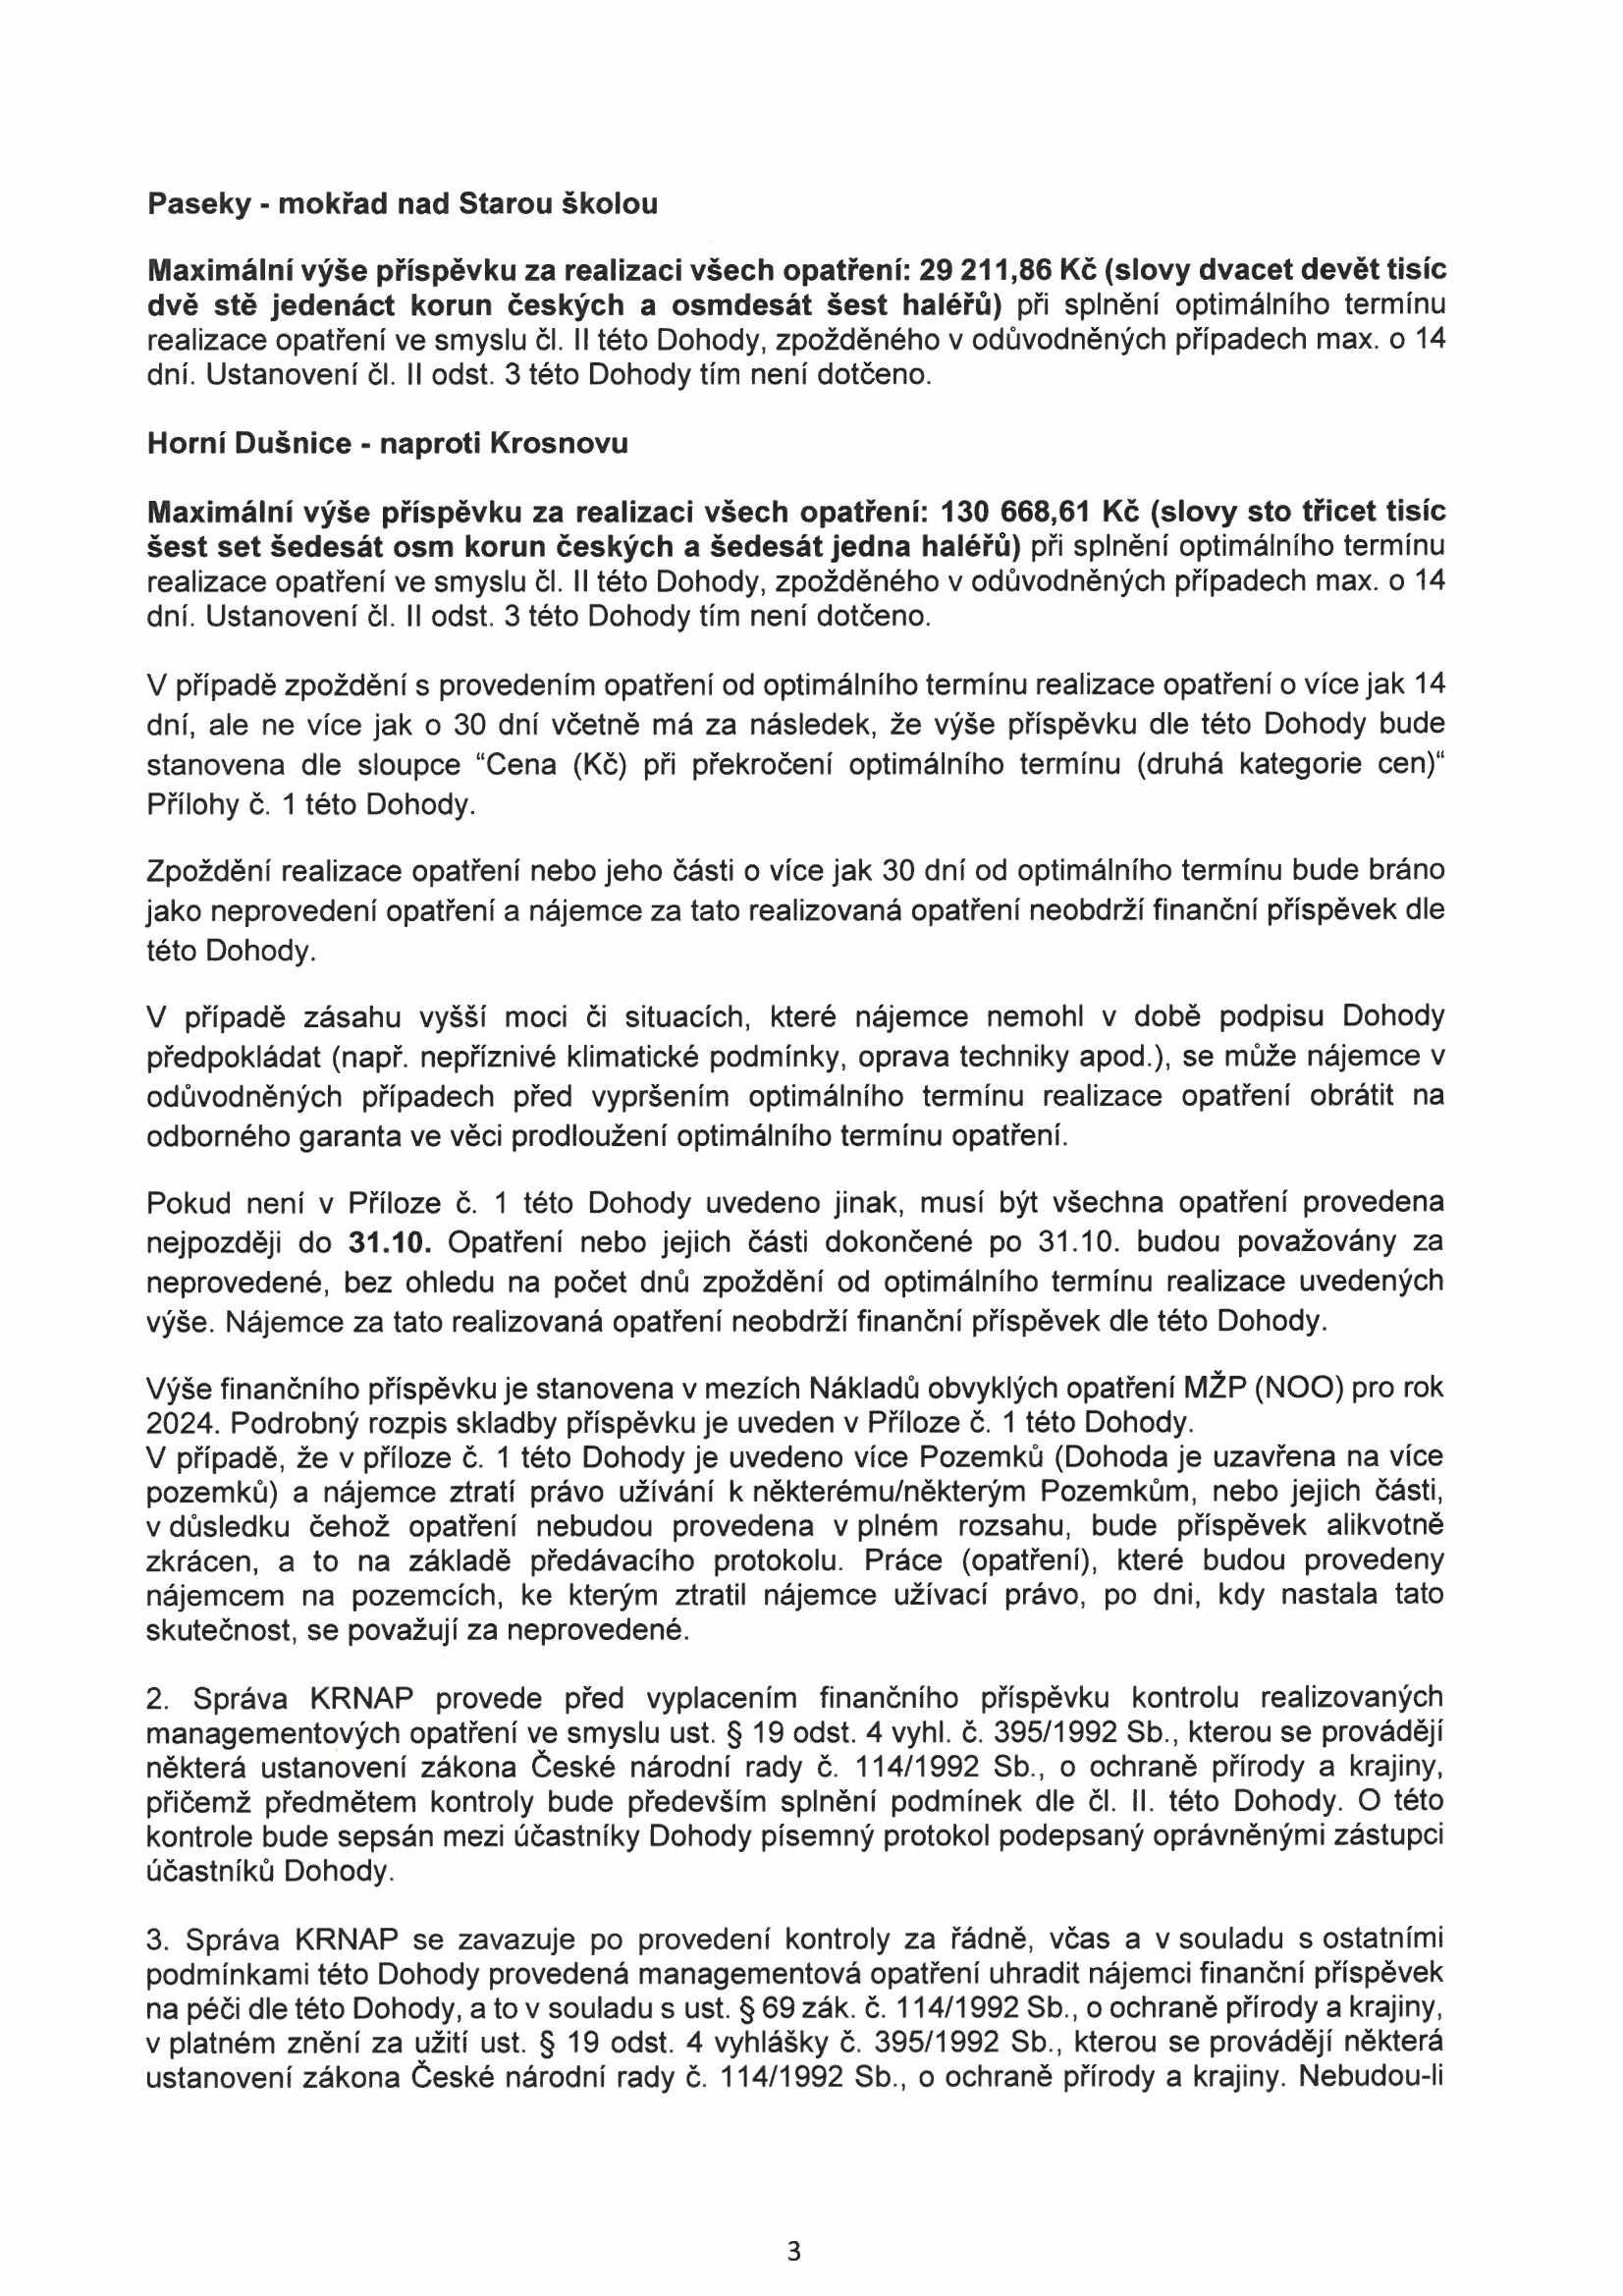 Paseky - mokřad nad Starou školou
Maximální výše příspěvku za realizaci všech opatření: 29 211,86 Kč (slovy dvacet devět tisíc
dvě stě jedenáct korun českých a osmdesát šest haléřů) při splnění optimálního termínu
realizace opatření ve smyslu čl. II této Dohody, zpožděného v odůvodněných případech max. o 14
dní. Ustanovení čl. II odst. 3 této Dohody tím není dotčeno.
Horní Dušnice - naproti Krosnovu
Maximální výše příspěvku za realizaci všech opatření: 130 668,61 Kč (slovy sto třicet tisíc
šest set šedesát osm korun českých a šedesát jedna haléřů) při splnění optimálního termínu
realizace opatření ve smyslu čl. II této Dohody, zpožděného v odůvodněných případech max. o 14
dní. Ustanovení čl. II odst. 3 této Dohody tím není dotčeno.
V případě zpoždění s provedením opatření od optimálního termínu realizace opatření o více jak 14
dní, ale ne více jak o 30 dní včetně má za následek, že výše příspěvku dle této Dohody bude
stanovena dle sloupce “Cena (Kč) při překročení optimálního termínu (druhá kategorie cen)“
Přílohy č. 1 této Dohody.
Zpoždění realizace opatření nebo jeho části o více jak 30 dní od optimálního termínu bude bráno
jako neprovedení opatření a nájemce za tato realizovaná opatření neobdrží finanční příspěvek dle
této Dohody.
V případě zásahu vyšší moci či situacích, které nájemce nemohl v době podpisu Dohody
předpokládat (např. nepříznivé klimatické podmínky, oprava techniky apod.), se může nájemce v
odůvodněných případech před vypršením optimálního termínu realizace opatření obrátit na
odborného garanta ve věci prodloužení optimálního termínu opatření.
Pokud není v Příloze č. 1 této Dohody uvedeno jinak, musí být všechna opatření provedena
nejpozději do 31.10. Opatření nebo jejich části dokončené po 31.10. budou považovány za
neprovedené, bez ohledu na počet dnů zpoždění od optimálního termínu realizace uvedených
výše. Nájemce za tato realizovaná opatření neobdrží finanční příspěvek dle této Dohody.
Výše finančního příspěvku je stanovena v mezích Nákladů obvyklých opatření MŽP (NOO) pro rok
2024. Podrobný rozpis skladby příspěvku je uveden v Příloze č. 1 této Dohody.
V případě, že v příloze č. 1 této Dohody je uvedeno více Pozemků (Dohoda je uzavřena na více
pozemků) a nájemce ztratí právo užívání k některému/některým Pozemkům, nebo jejich části,
v důsledku čehož opatření nebudou provedena v plném rozsahu, bude příspěvek alikvotně
zkrácen, a to na základě předávacího protokolu. Práce (opatření), které budou provedeny
nájemcem na pozemcích, ke kterým ztratil nájemce užívací právo, po dni, kdy nastala tato
skutečnost, se považují za neprovedené.
2. Správa KRNAP provede před vyplacením finančního příspěvku kontrolu realizovaných
managementových opatření ve smyslu ust. § 19 odst. 4 vyhl. č. 395/1992 Sb., kterou se provádějí
některá ustanovení zákona České národní rady č. 114/1992 Sb., o ochraně přírody a krajiny,
přičemž předmětem kontroly bude především splnění podmínek dle čl. II. této Dohody. O této
kontrole bude sepsán mezi účastníky Dohody písemný protokol podepsaný oprávněnými zástupci
účastníků Dohody.
3. Správa KRNAP se zavazuje po provedení kontroly za řádně, včas a v souladu s ostatními
podmínkami této Dohody provedená managementová opatření uhradit nájemci finanční příspěvek
na péči dle této Dohody, a to v souladu s ust. § 69 zák. č. 114/1992 Sb., o ochraně přírody a krajiny,
v platném znění za užití ust. § 19 odst. 4 vyhlášky č. 395/1992 Sb., kterou se provádějí některá
ustanovení zákona České národní rady č. 114/1992 Sb., o ochraně přírody a krajiny. Nebudou-li
3